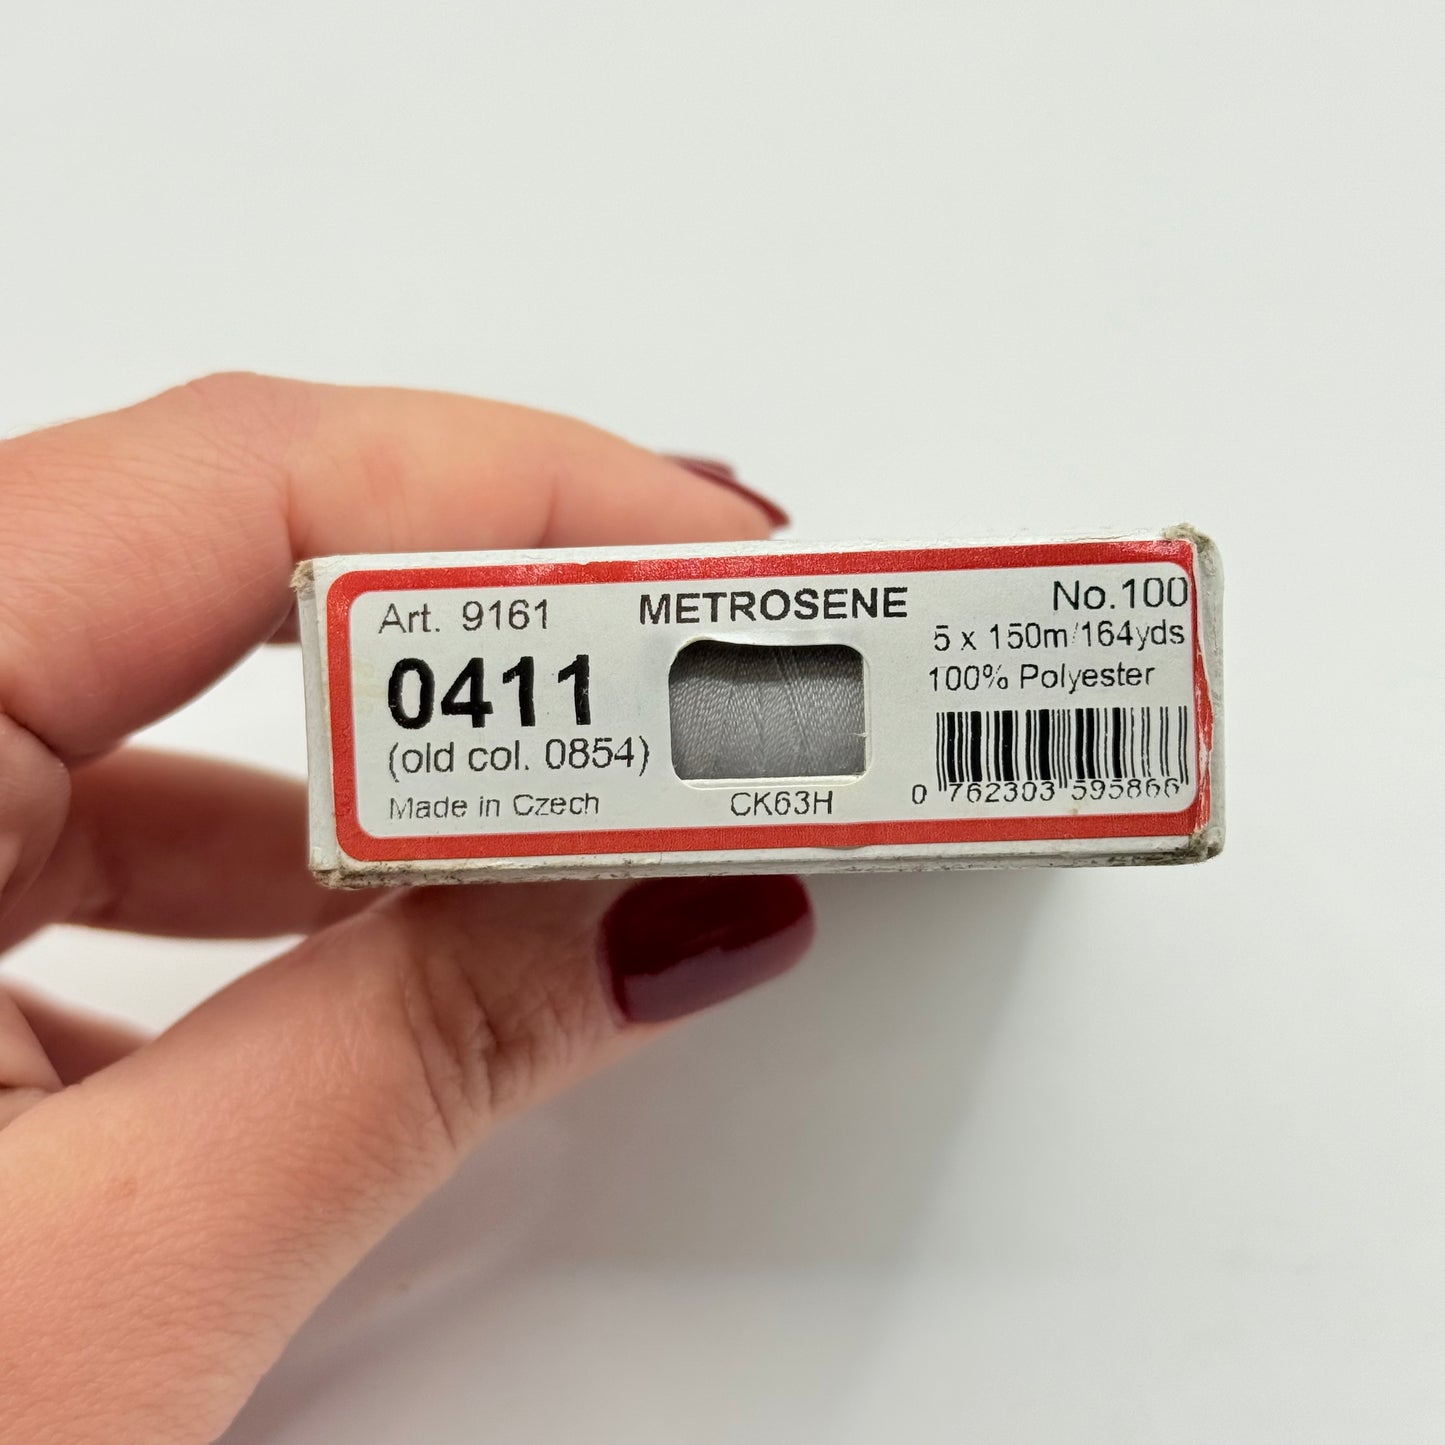 Art. 9161
METROSENE
No.100
0411
5 x 150m/164yds
100% Polyester
(old col. 0854)
Made in Czech
CK63H
0 762303 595866